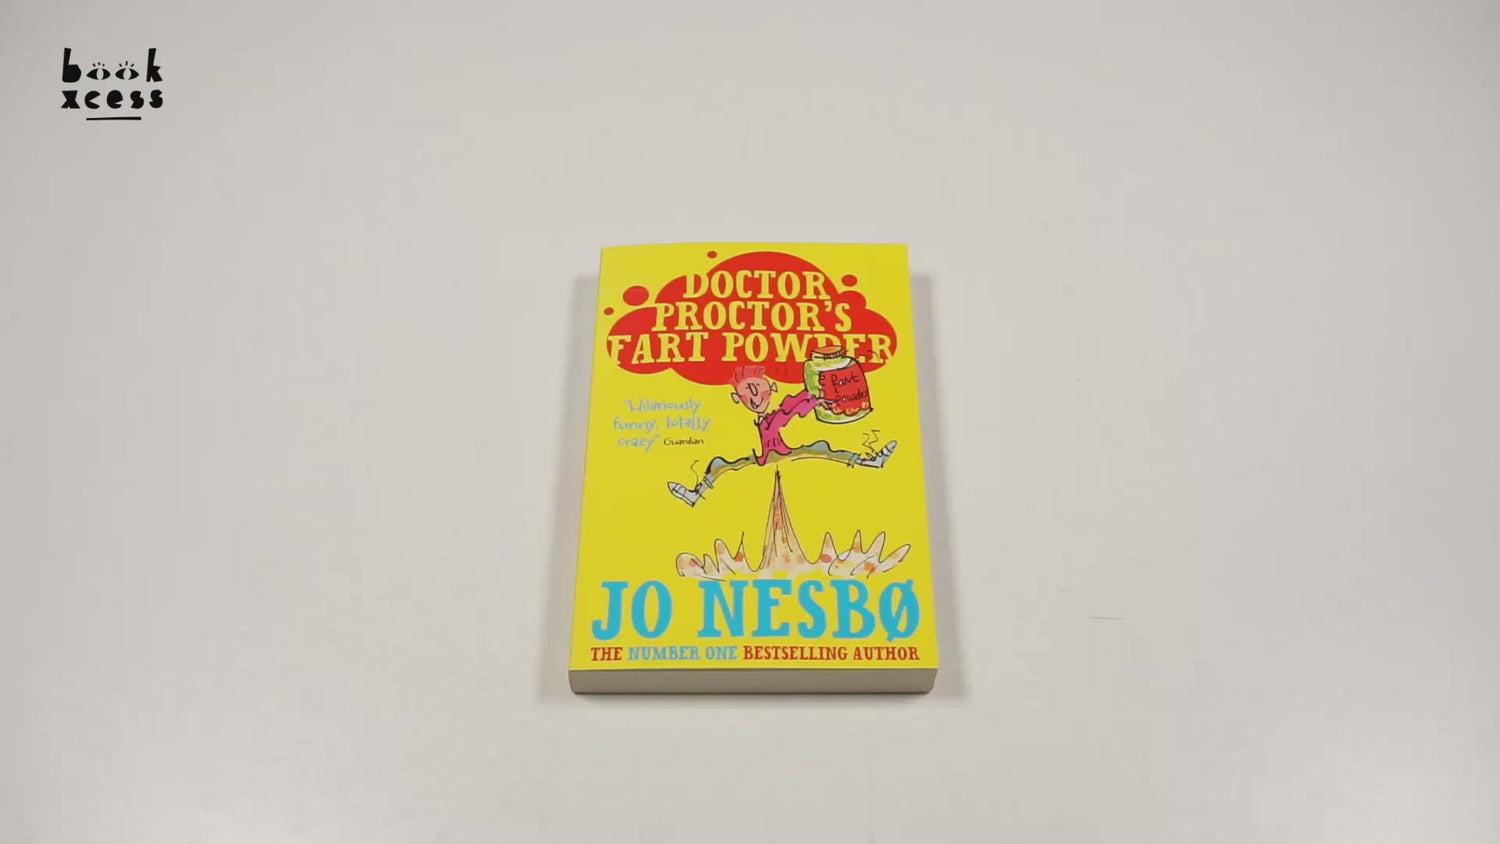 book
xcess
DOCTOR
PROCTOR'S
FART POWDER
"Hilariously
funny, totally
crazy" Guardian
Fart
Powder
JO NESBØ
THE NUMBER ONE BESTSELLING AUTHOR